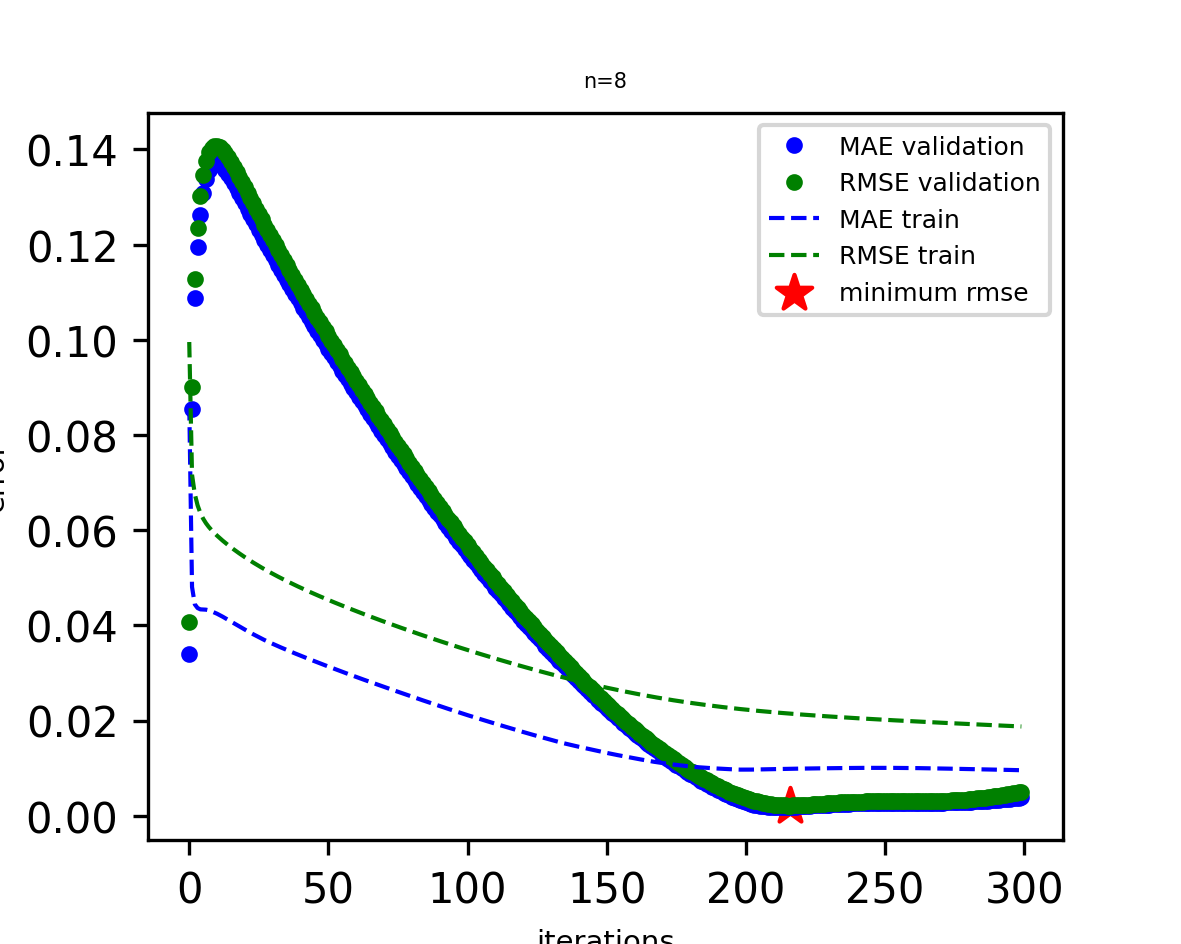 n=8
0.14
0.12
0.10
0.08
0.06
0.04
0.02
0.00
MAE validation
RMSE validation
MAE train
RMSE train
minimum rmse
0 50 100 150 200 250 300
iterations